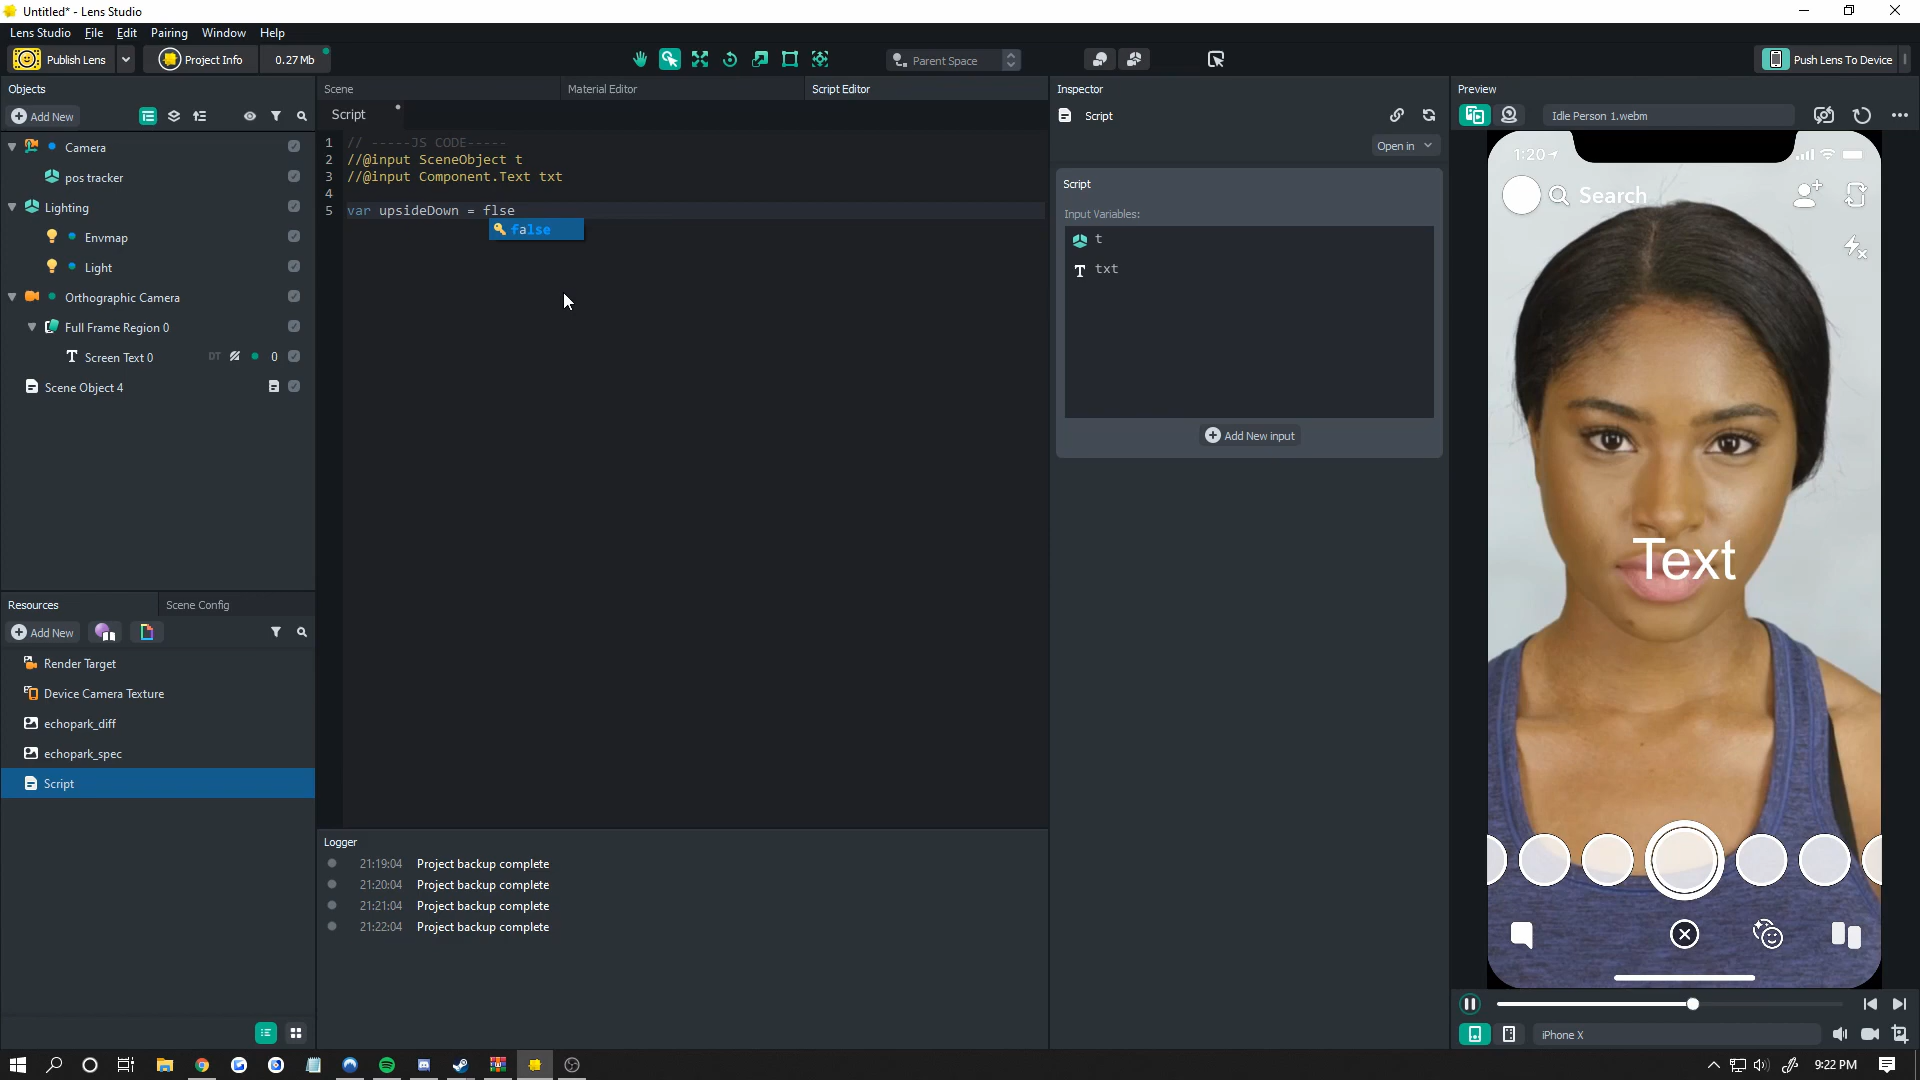 Untitled* - Lens Studio
Lens Studio File Edit Pairing Window Help
Publish Lens Project Info 0.27 Mb Parent Space Push Lens To Device
Objects
Add New
Camera
pos tracker
Lighting
Envmap
Light
Orthographic Camera
Full Frame Region 0
Screen Text 0 DT 0
Scene Object 4
Resources Scene Config
Add New
Render Target
Device Camera Texture
echopark_diff
echopark_spec
Script
Scene Material Editor Script Editor
Script
1 // -----JS CODE-----
2 //@input SceneObject t
3 //@input Component.Text txt
4
5 var upsideDown = flse
false
Logger
21:19:04 Project backup complete
21:20:04 Project backup complete
21:21:04 Project backup complete
21:22:04 Project backup complete
Inspector
Script
Open in
Script
Input Variables:
t
txt
Add New input
Preview
Idle Person 1.webm
1:20
Search
Text
iPhone X
9:22 PM